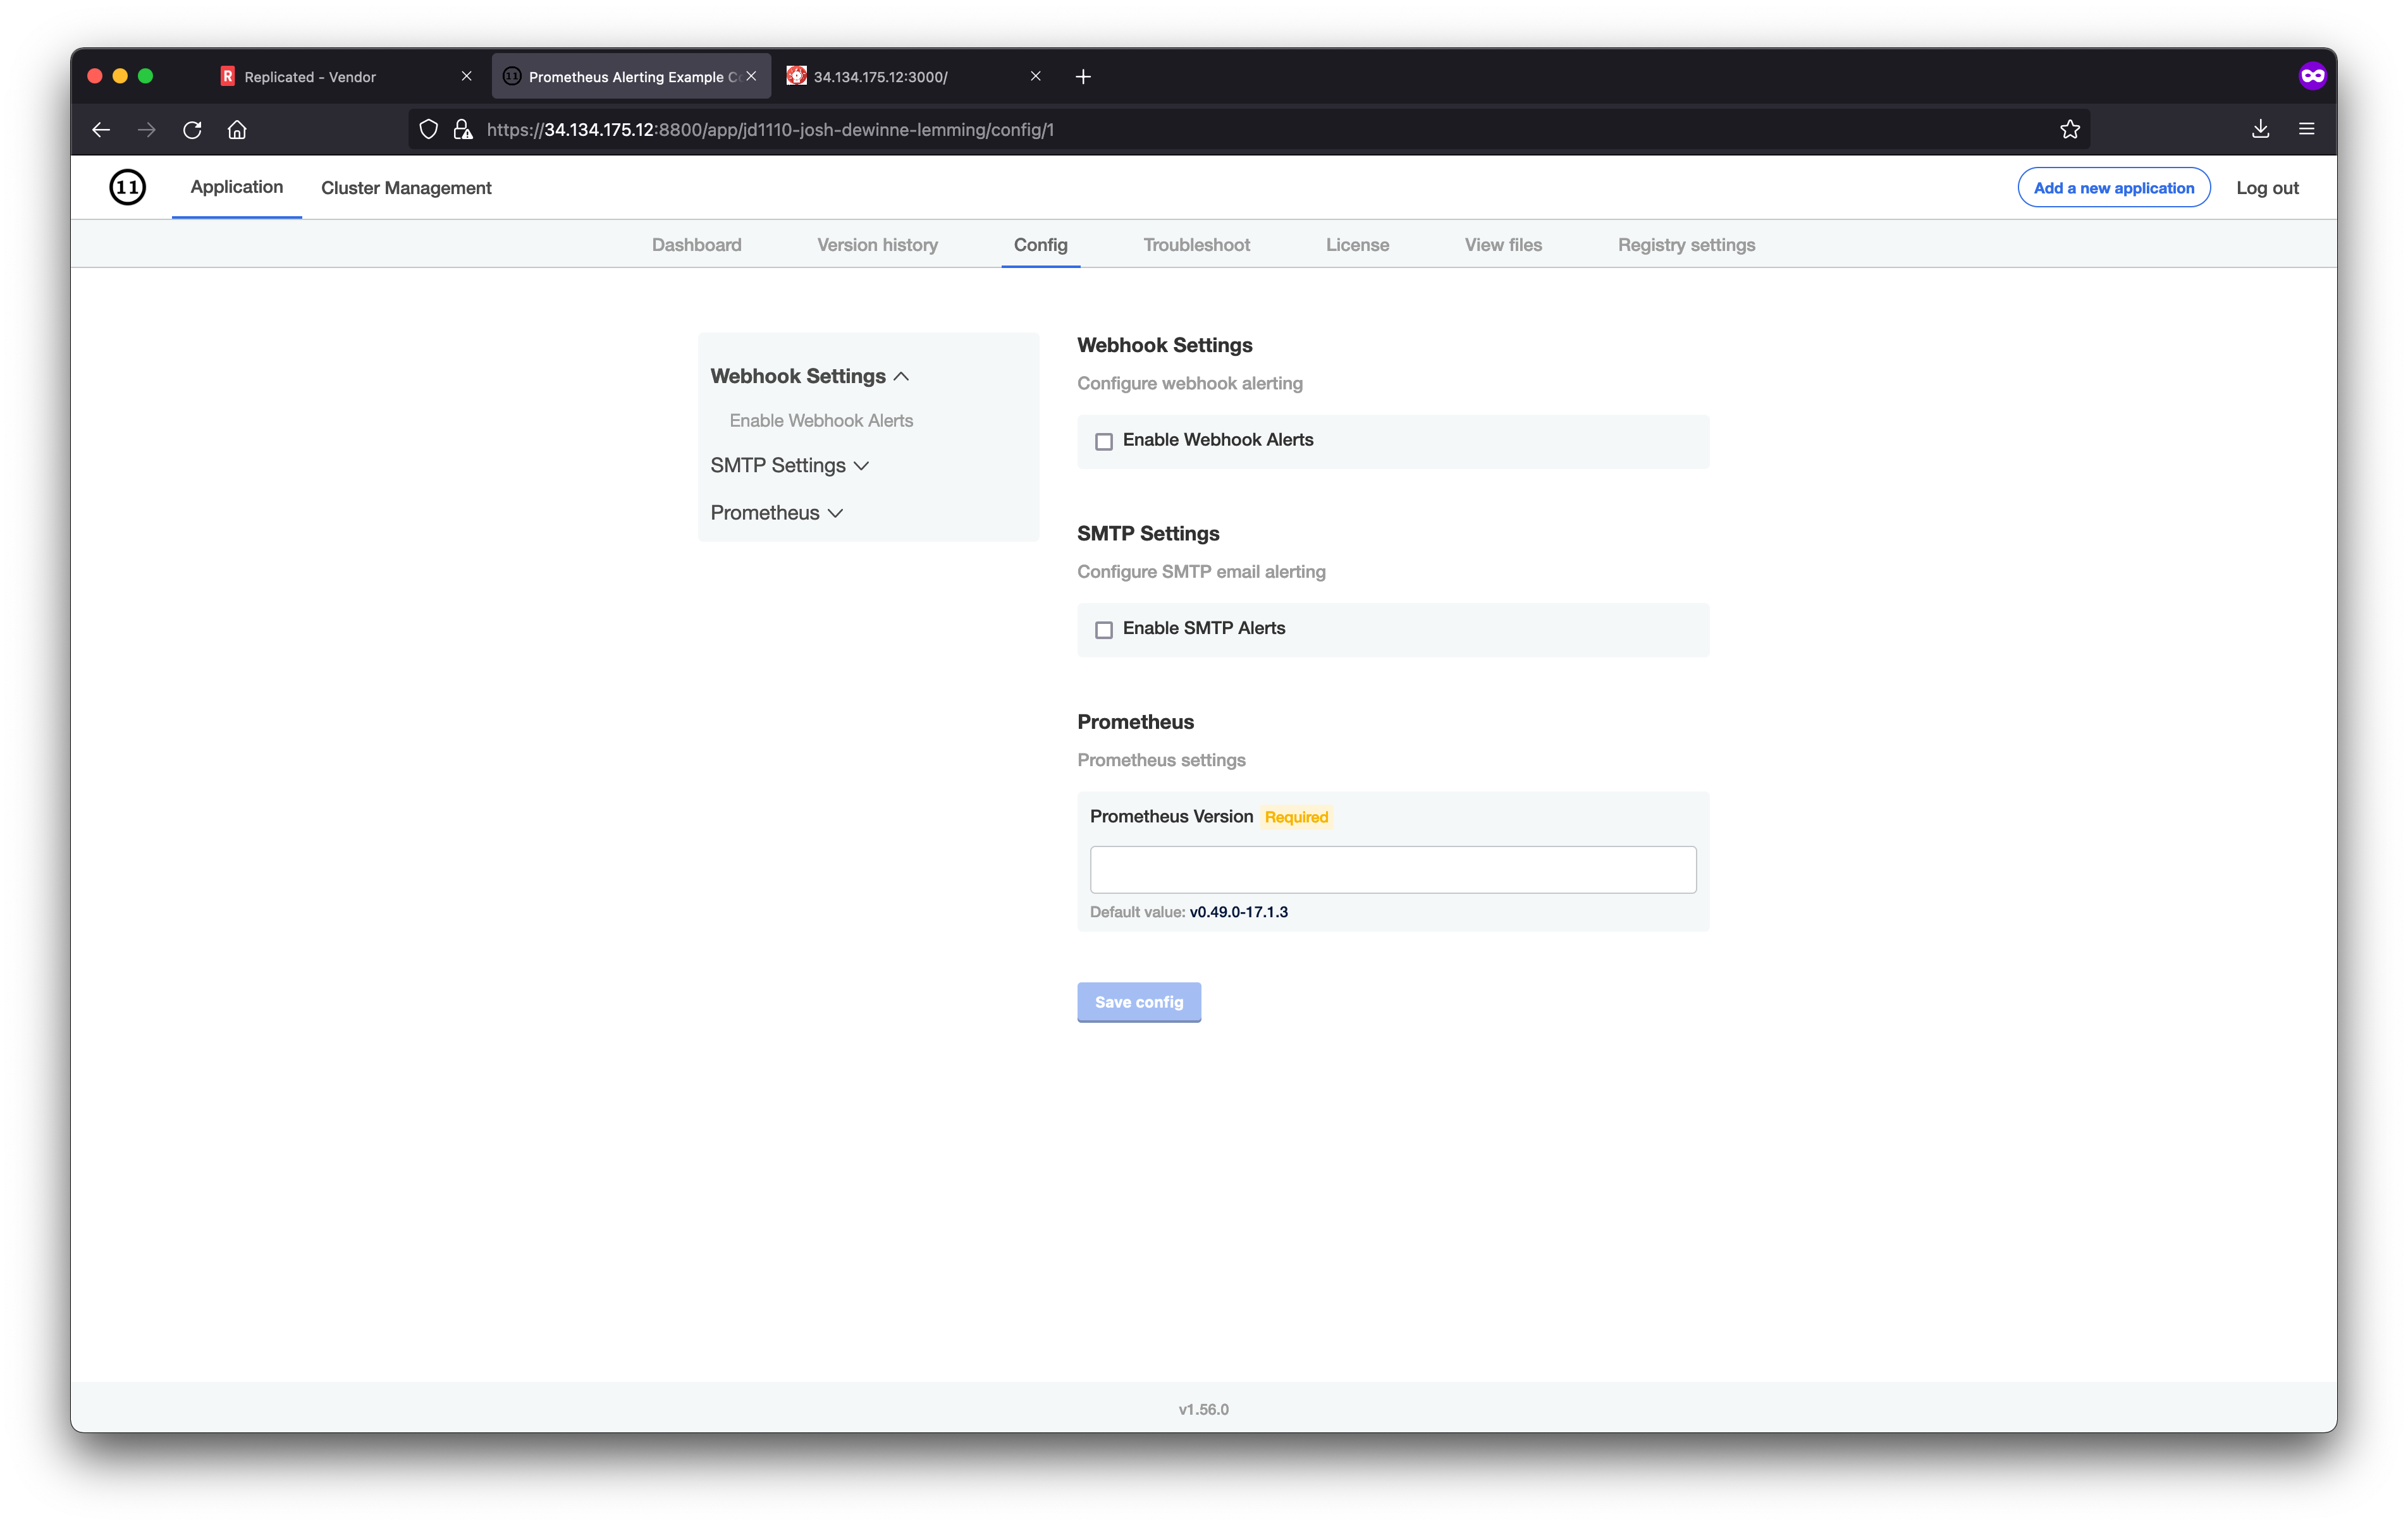 Replicated - Vendor
Prometheus Alerting Example C
34.134.175.12:3000/
https://34.134.175.12:8800/app/jd1110-josh-dewinne-lemming/config/1
11
Application
Cluster Management
Add a new application
Log out
Dashboard
Version history
Config
Troubleshoot
License
View files
Registry settings
Webhook Settings
Enable Webhook Alerts
SMTP Settings
Prometheus
Webhook Settings
Configure webhook alerting
Enable Webhook Alerts
SMTP Settings
Configure SMTP email alerting
Enable SMTP Alerts
Prometheus
Prometheus settings
Prometheus Version Required
Default value: v0.49.0-17.1.3
Save config
v1.56.0